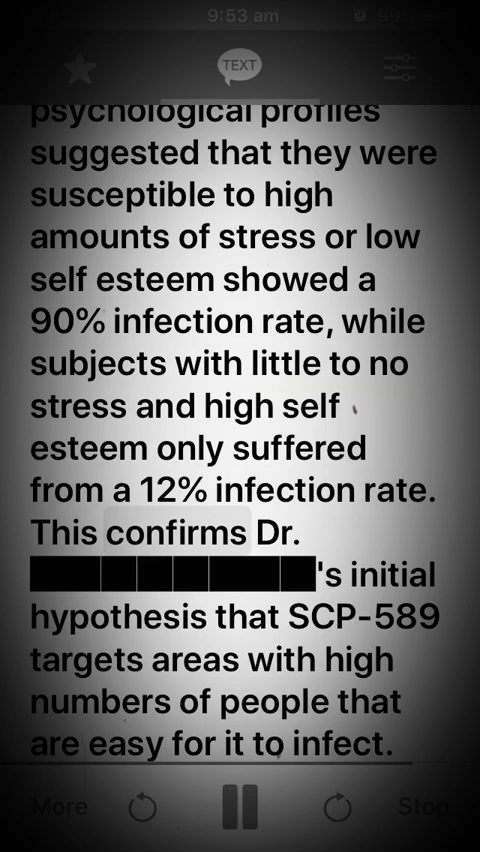 9:53 am 99%
TEXT
psychological profiles
suggested that they were
susceptible to high
amounts of stress or low
self esteem showed a
90% infection rate, while
subjects with little to no
stress and high self
esteem only suffered
from a 12% infection rate.
This confirms Dr.
████████'s initial
hypothesis that SCP-589
targets areas with high
numbers of people that
are easy for it to infect.
More Stop